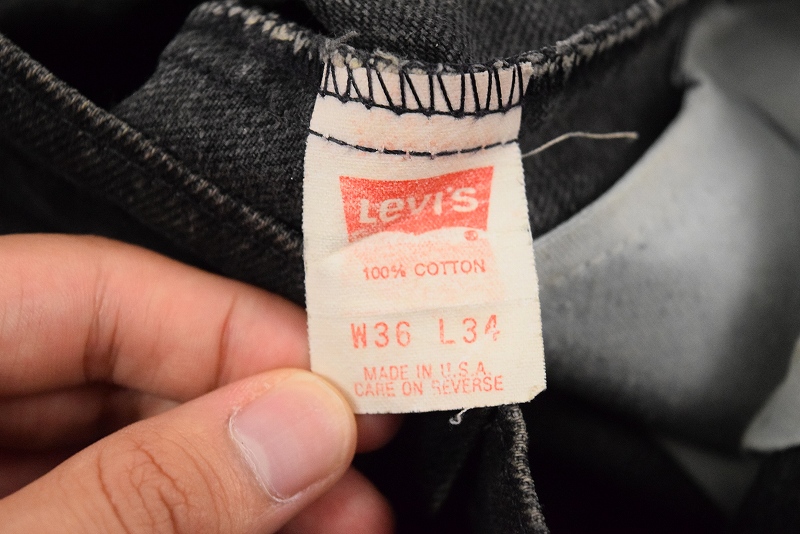 Levi's
100% COTTON
W36 L34
MADE IN U.S.A.
CARE ON REVERSE